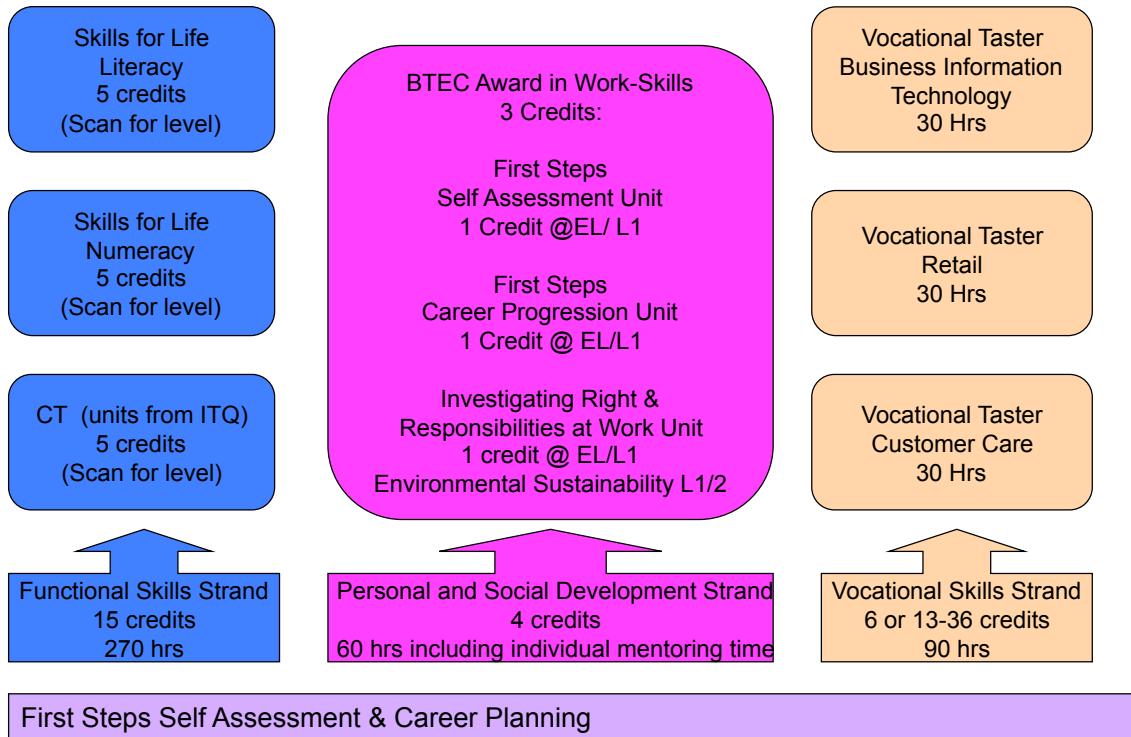 Skills for Life
Literacy
5 credits
(Scan for level)
Skills for Life
Numeracy
5 credits
(Scan for level)
CT  (units from ITQ)
5 credits
(Scan for level)
Functional Skills Strand
15 credits
270 hrs
BTEC Award in Work-Skills
3 Credits:
First Steps
Self Assessment Unit
1 Credit @EL/ L1
First Steps
Career Progression Unit
1 Credit @ EL/L1
Investigating Right &
Responsibilities at Work Unit
1 credit @ EL/L1
Environmental Sustainability L1/2
Personal and Social Development Strand
4 credits
60 hrs including individual mentoring time
Vocational Taster
Business Information
Technology
30 Hrs
Vocational Taster
Retail
30 Hrs
Vocational Taster
Customer Care
30 Hrs
Vocational Skills Strand
6 or 13-36 credits
90 hrs
First Steps Self Assessment & Career Planning